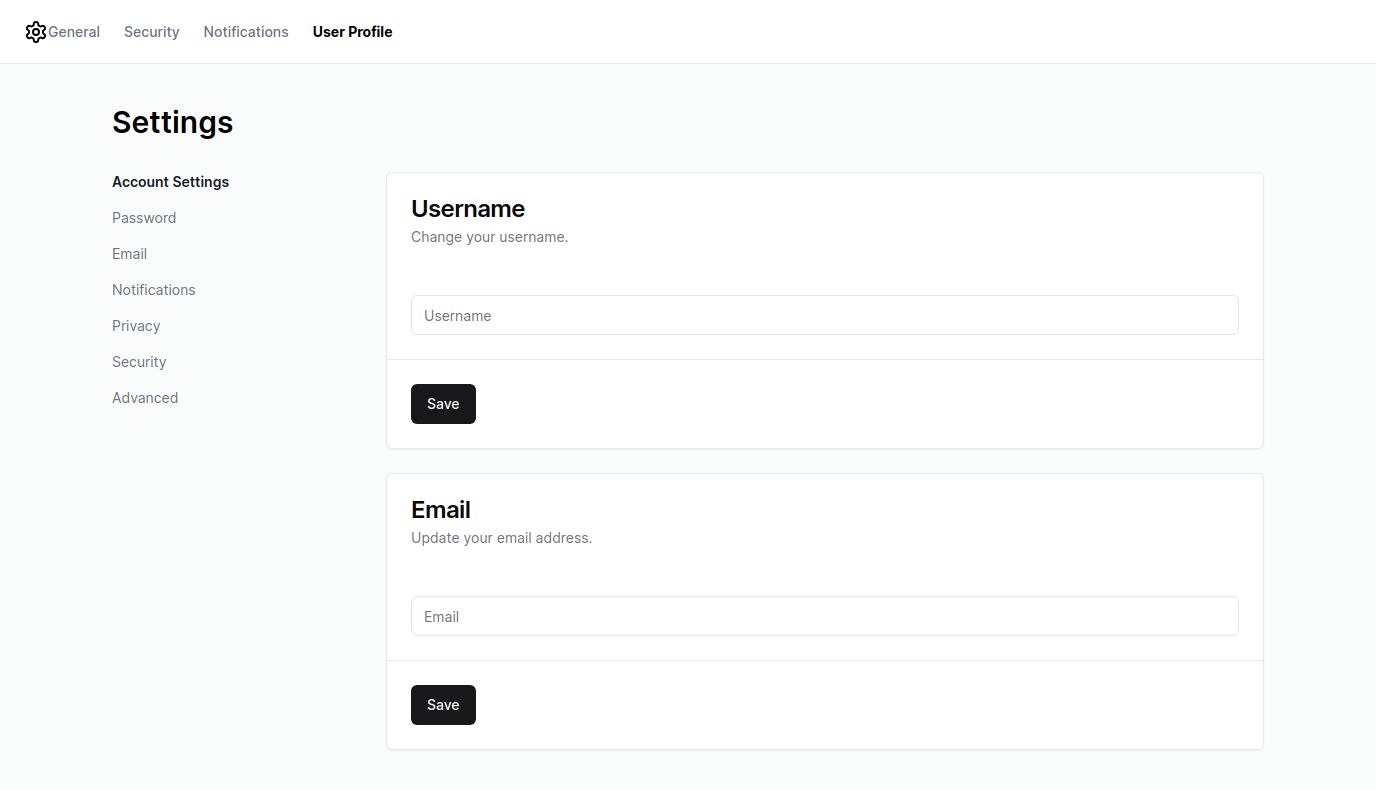 General Security Notifications User Profile
Settings
Account Settings
Password
Email
Notifications
Privacy
Security
Advanced
Username
Change your username.
Username
Save
Email
Update your email address.
Email
Save